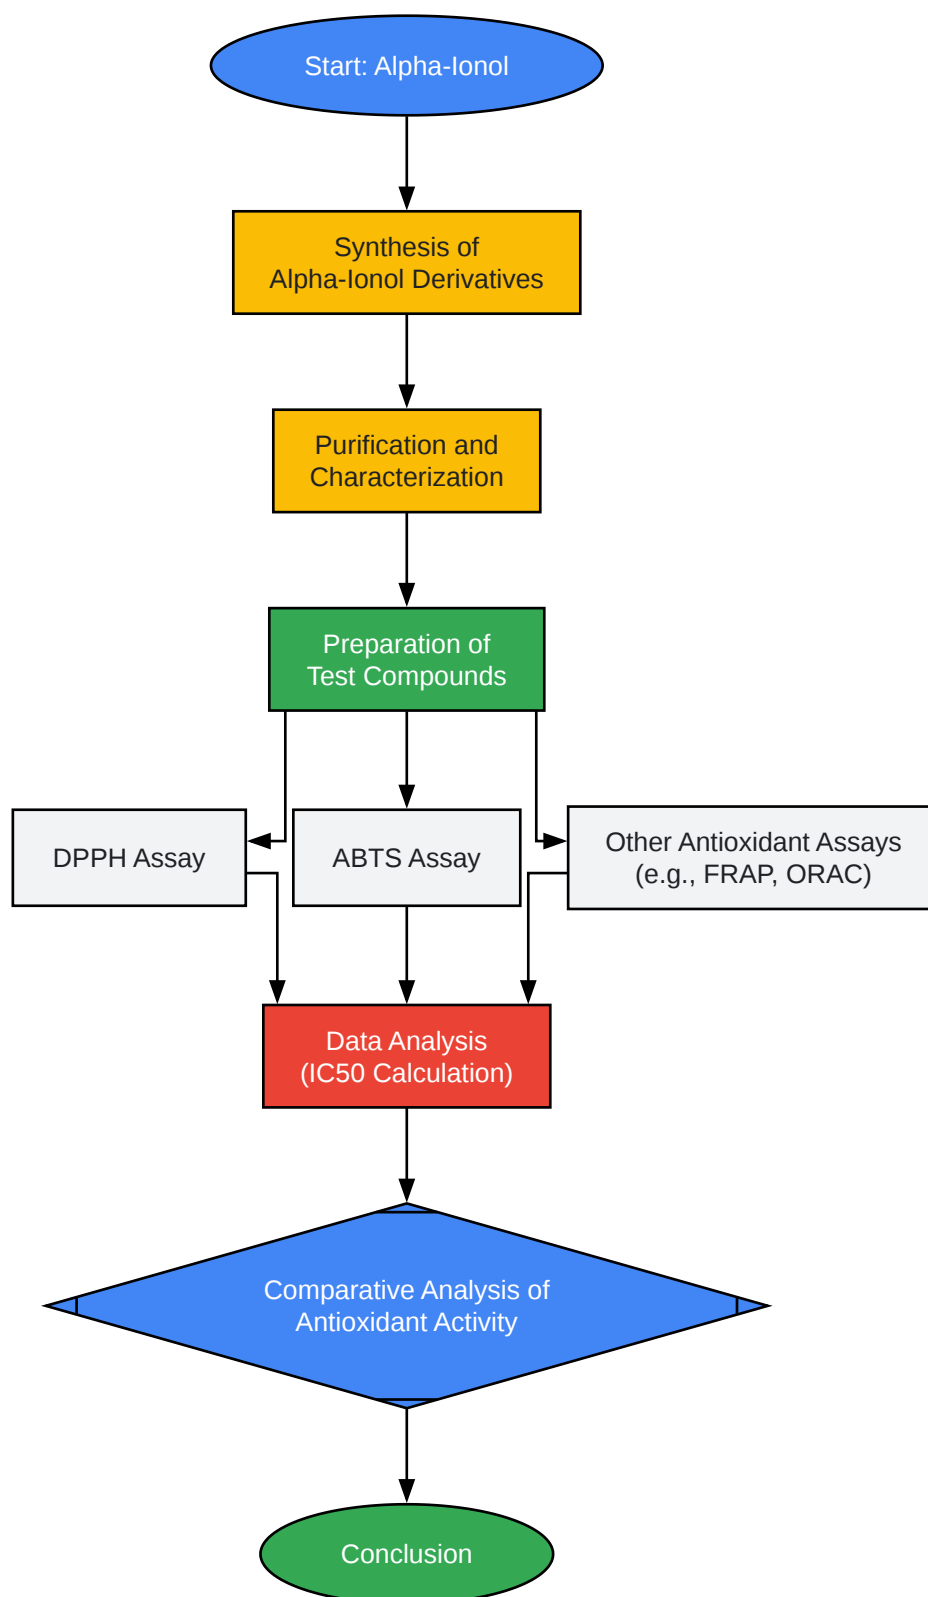 Start: Alpha-Ionol
Synthesis of
Alpha-Ionol Derivatives
Purification and
Characterization
Preparation of
Test Compounds
DPPH Assay
ABTS Assay
Other Antioxidant Assays
(e.g., FRAP, ORAC)
Data Analysis
(IC50 Calculation)
Comparative Analysis of
Antioxidant Activity
Conclusion